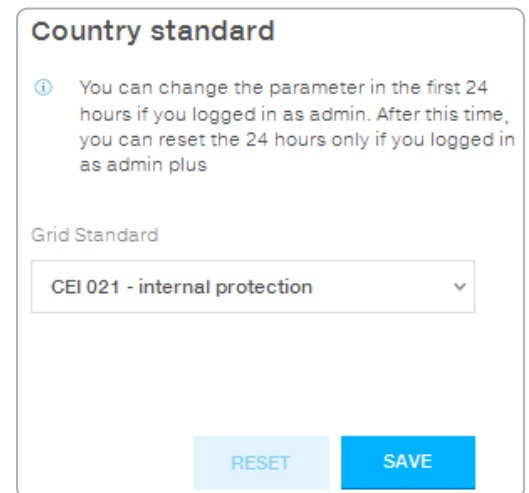 Country standard
You can change the parameter in the first 24
hours if you logged in as admin. After this time,
you can reset the 24 hours only if you logged in
as admin plus
Grid Standard
CEI 021 - internal protection
RESET SAVE